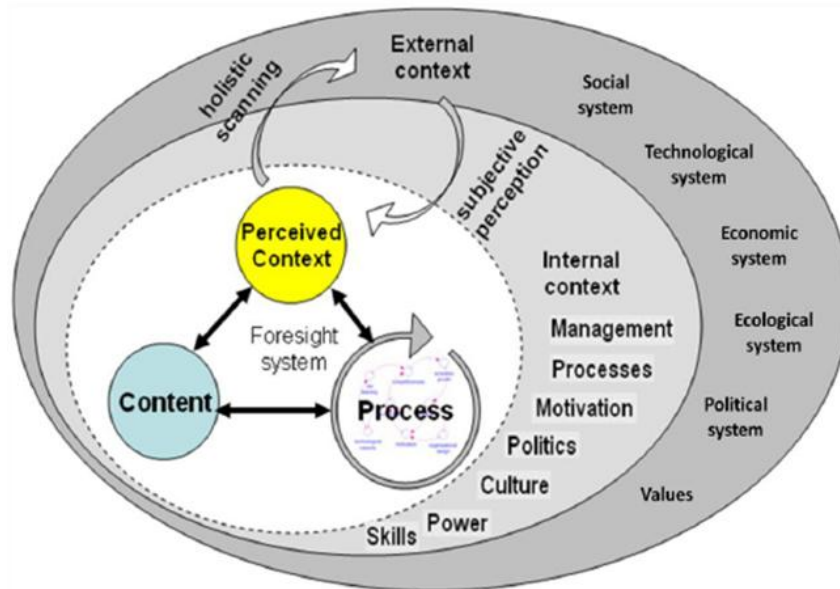 External
context
holistic
scanning
subjective
perception
Social
system
Technological
system
Economic
system
Ecological
system
Political
system
Values
Internal
context
Management
Processes
Motivation
Politics
Culture
Power
Skills
Perceived
Context
Foresight
system
Content
Process